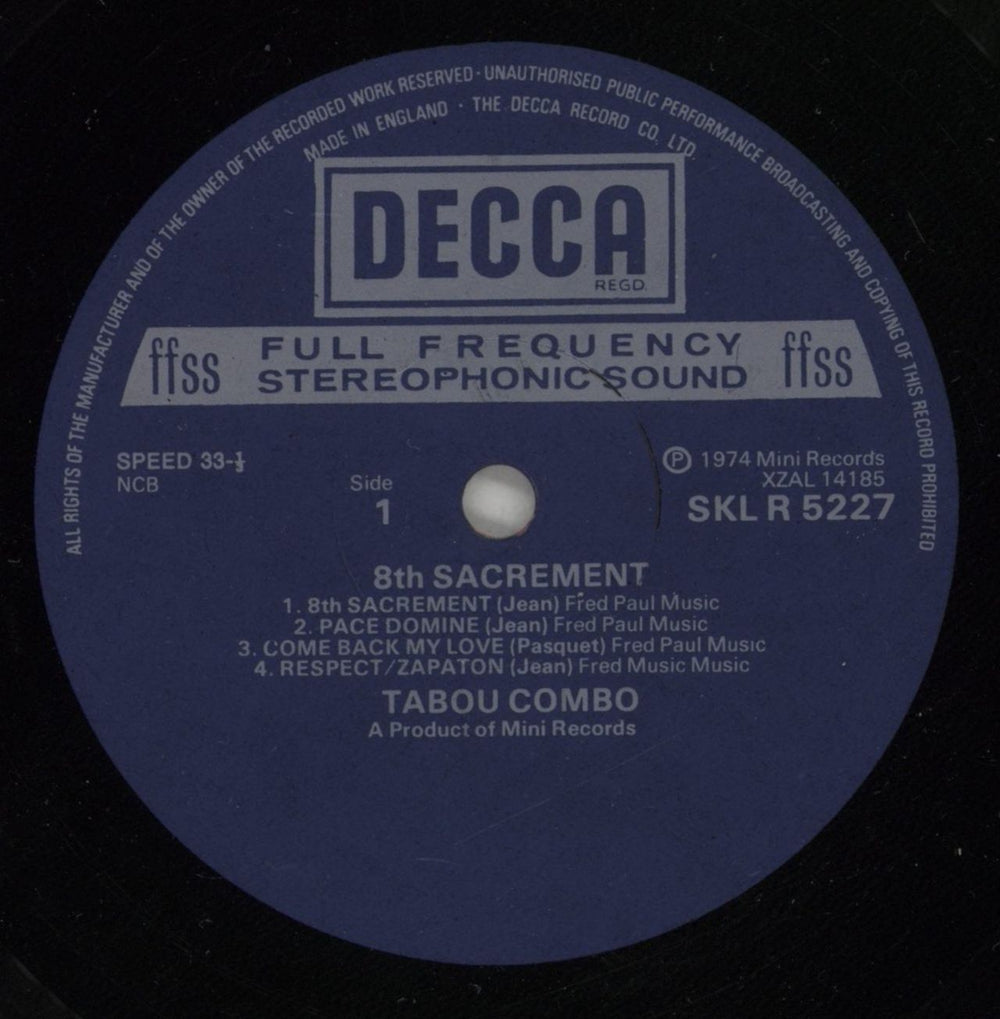 ALL RIGHTS OF THE MANUFACTURER AND OF THE OWNER OF THE RECORDED WORK RESERVED · UNAUTHORISED PUBLIC PERFORMANCE BROADCASTING AND COPYING OF THIS RECORD PROHIBITED
MADE IN ENGLAND · THE DECCA RECORD CO. LTD.
DECCA
REGD.
ffss FULL FREQUENCY STEREOPHONIC SOUND ffss
SPEED 33-⅓
NCB
Side
1
℗ 1974 Mini Records
XZAL 14185
SKL R 5227
8th SACREMENT
1. 8th SACREMENT (Jean) Fred Paul Music
2. PACE DOMINE (Jean) Fred Paul Music
3. COME BACK MY LOVE (Pasquet) Fred Paul Music
4. RESPECT/ZAPATON (Jean) Fred Music Music
TABOU COMBO
A Product of Mini Records